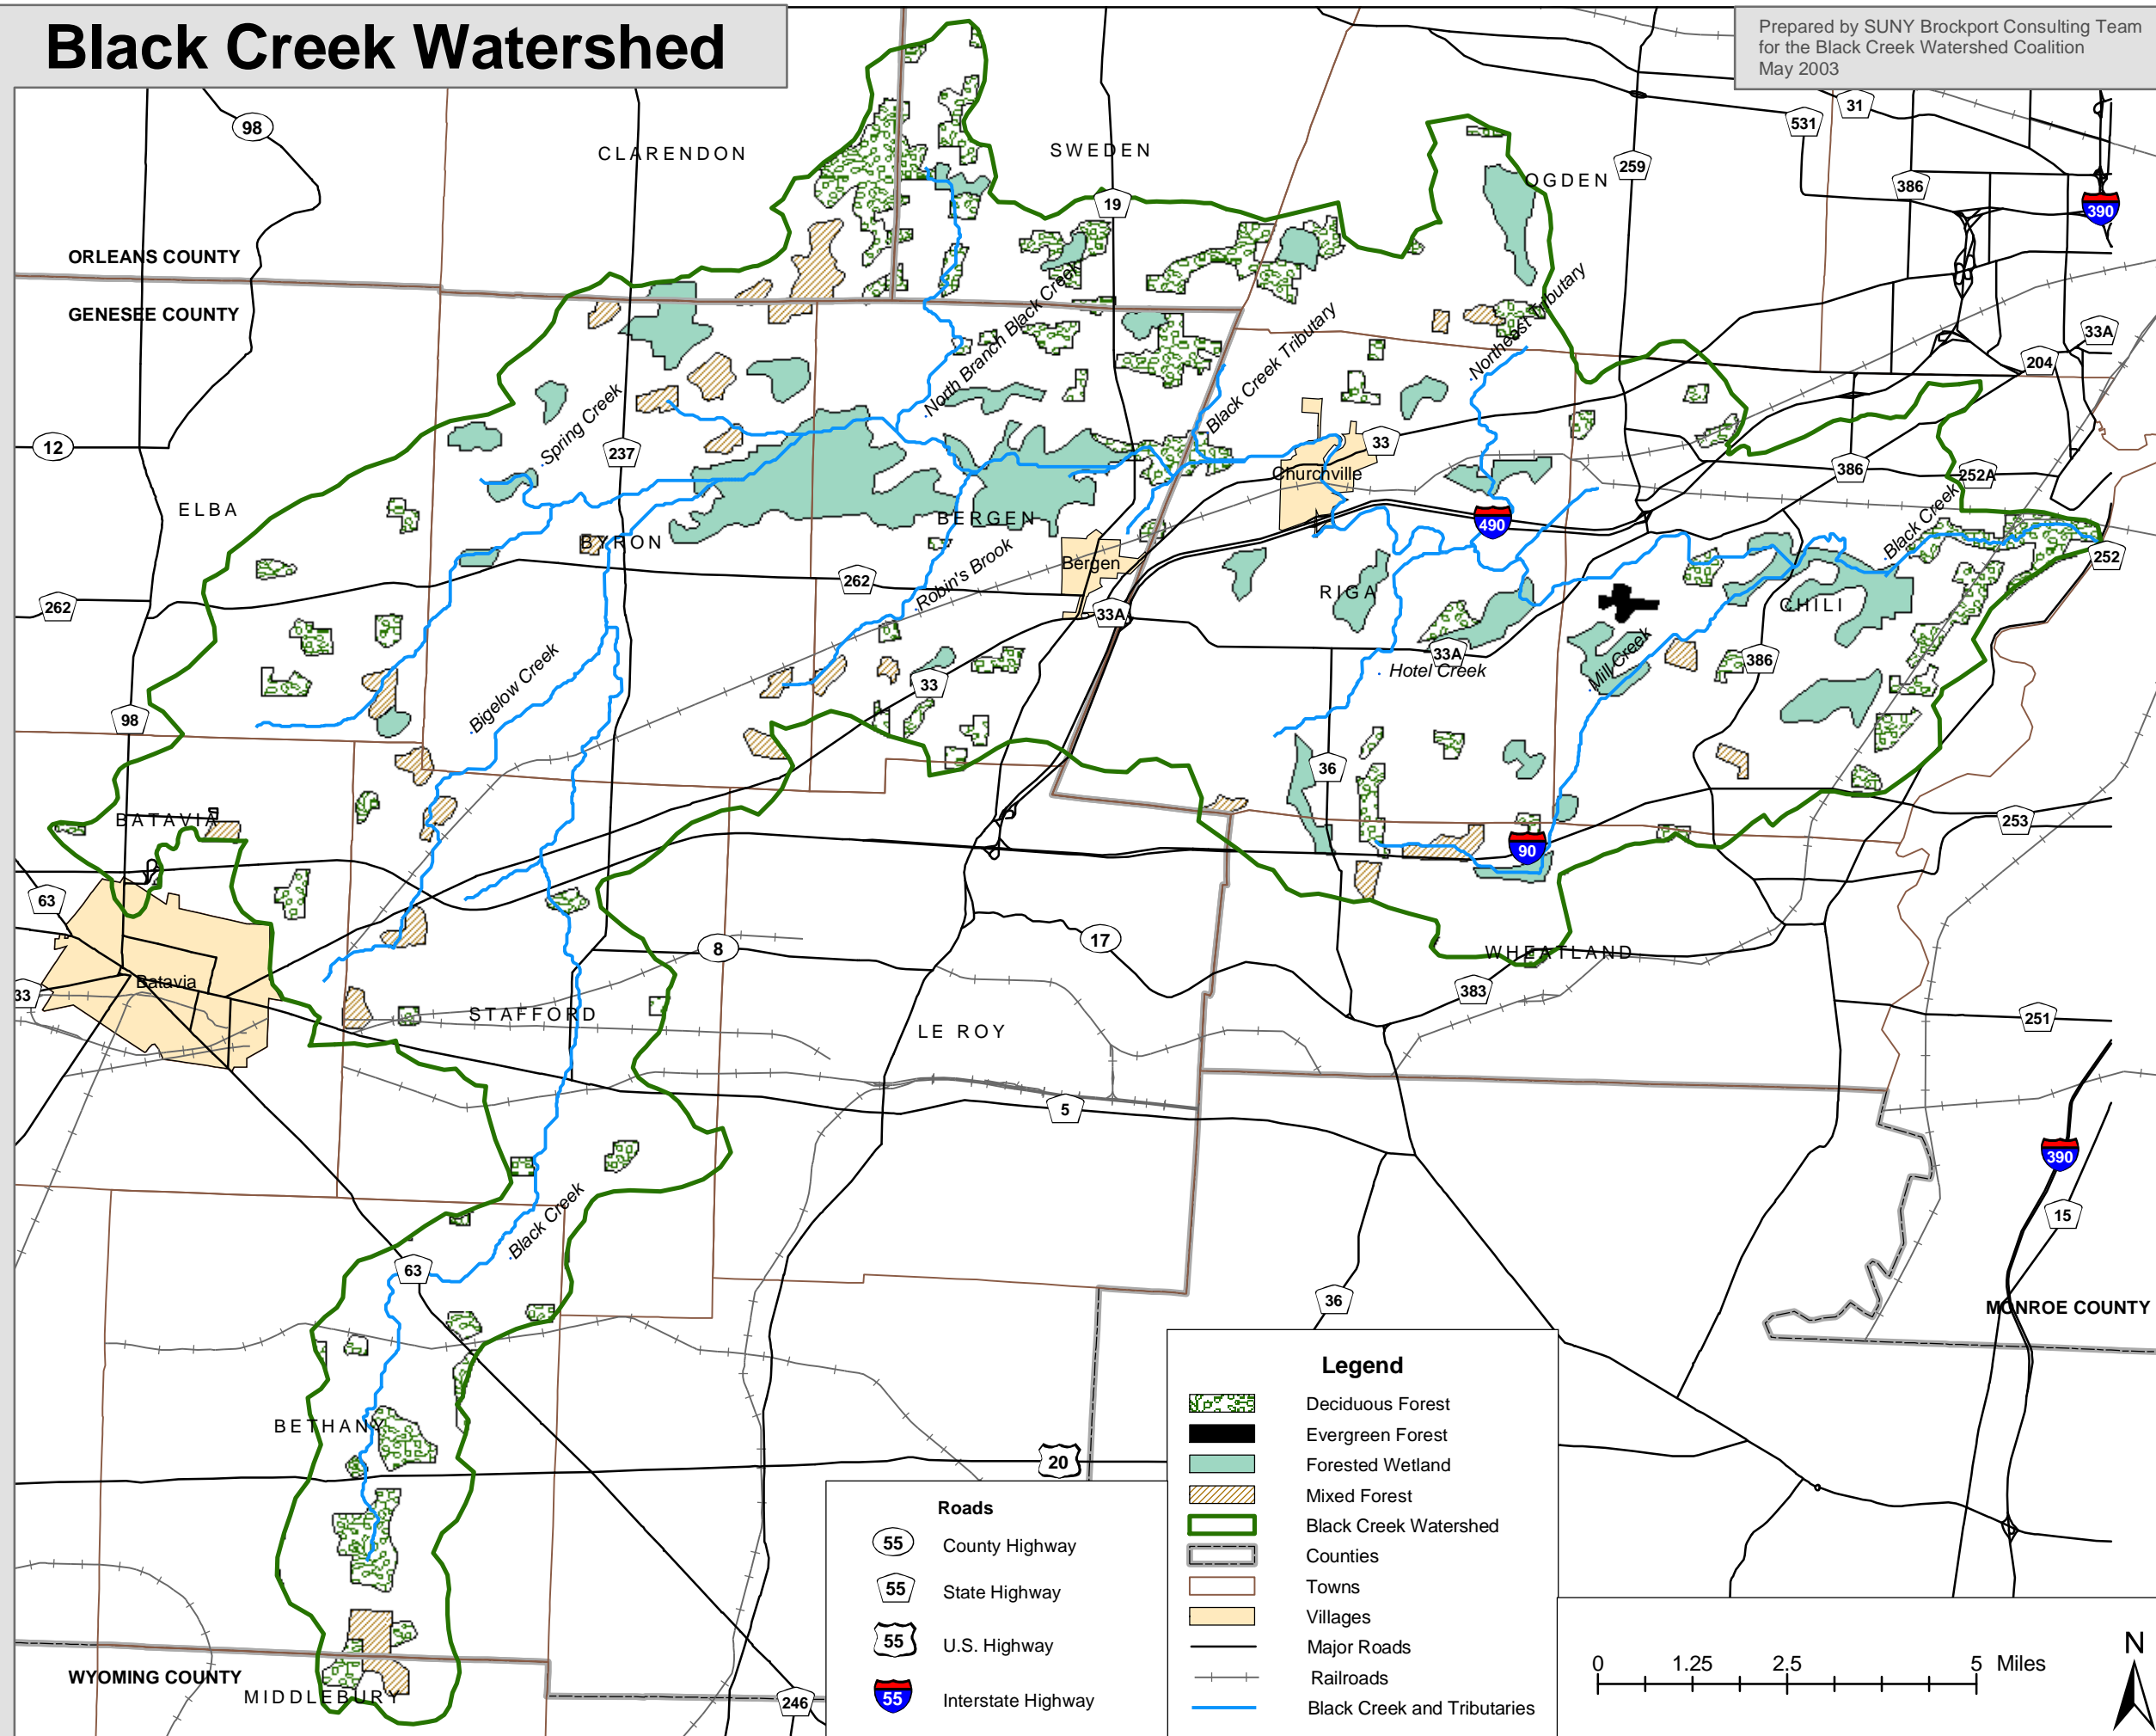 Black Creek Watershed
Prepared by SUNY Brockport Consulting Team
for the Black Creek Watershed Coalition
May 2003
98
CLARENDON
SWEDEN
OGDEN
259
531
31
386
390
19
ORLEANS COUNTY
GENESEE COUNTY
North Branch Black Creek
Black Creek Tributary
Northeast Tributary
33A
204
Spring Creek
12
237
33
Churchville
386
252A
ELBA
BYRON
BERGEN
490
Black Creek
252
262
262
Robin's Brook
Bergen
33A
RIGA
CHILI
33A
Hotel Creek
Mill Creek
386
Bigelow Creek
33
98
36
BATAVIA
90
253
63
8
17
WHEATLAND
Batavia
33
383
STAFFORD
LE ROY
251
5
390
Black Creek
15
63
36
MONROE COUNTY
BETHANY
20
WYOMING COUNTY
MIDDLEBURY
246
Roads
55 County Highway
55 State Highway
55 U.S. Highway
55 Interstate Highway
Legend
Deciduous Forest
Evergreen Forest
Forested Wetland
Mixed Forest
Black Creek Watershed
Counties
Towns
Villages
Major Roads
Railroads
Black Creek and Tributaries
0 1.25 2.5 5 Miles
N